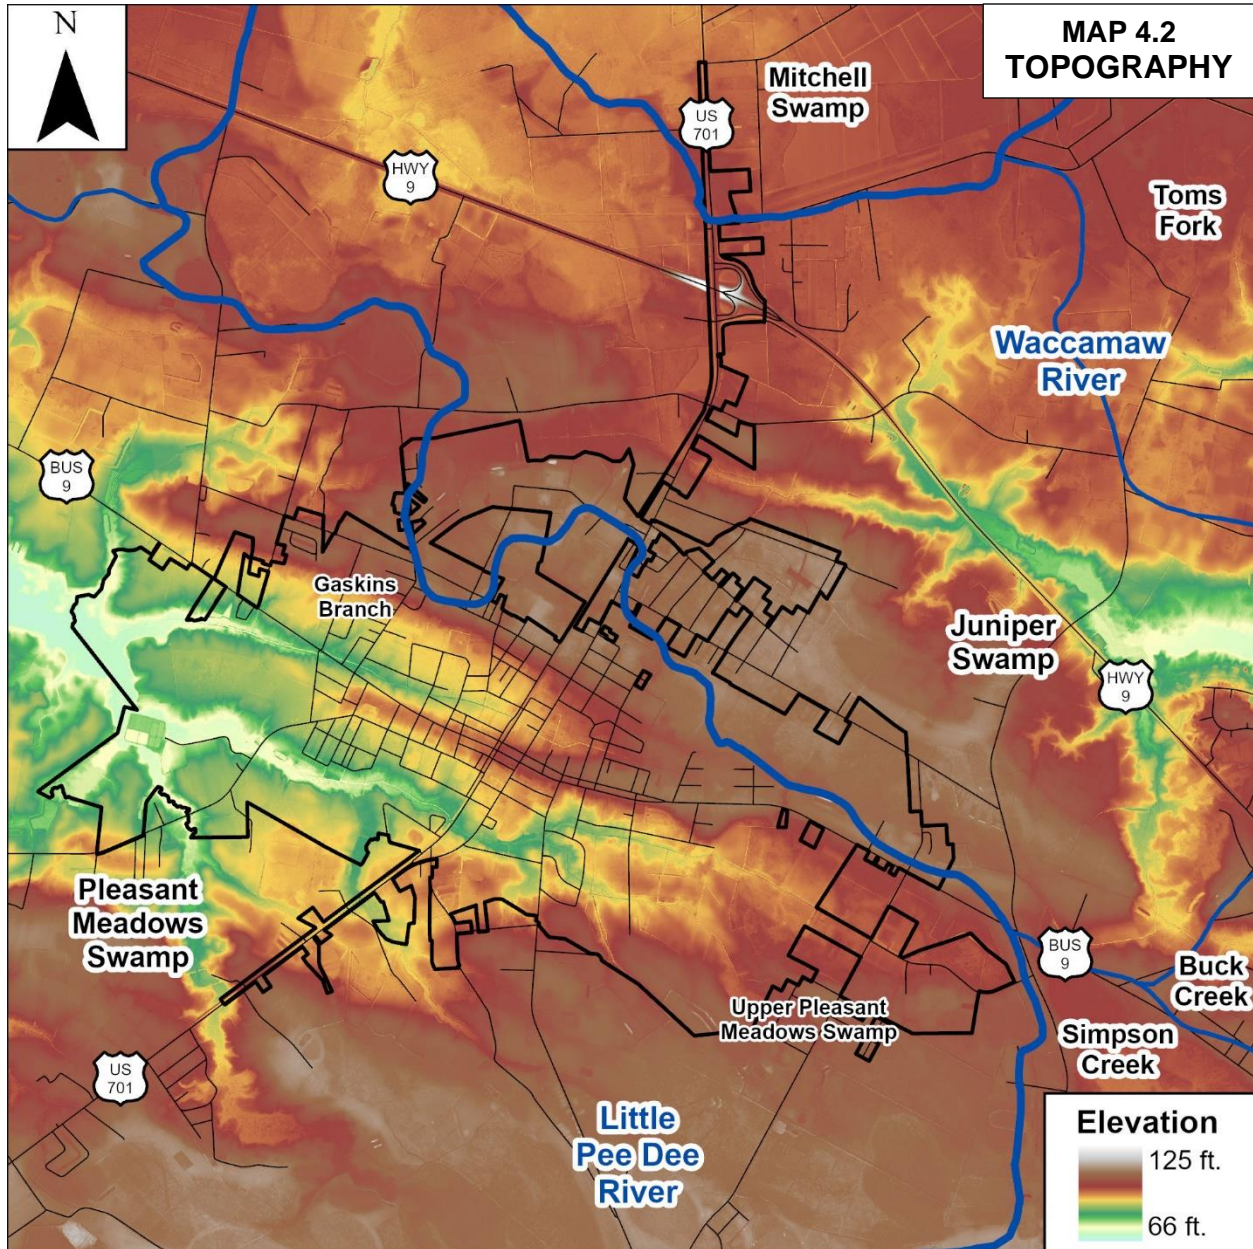 N
MAP 4.2
TOPOGRAPHY
Mitchell
Swamp
US
701
HWY
9
Toms
Fork
Waccamaw
River
BUS
9
Gaskins
Branch
Juniper
Swamp
HWY
9
Pleasant
Meadows
Swamp
BUS
9
Buck
Creek
Upper Pleasant
Meadows Swamp
Simpson
Creek
US
701
Little
Pee Dee
River
Elevation
125 ft.
66 ft.